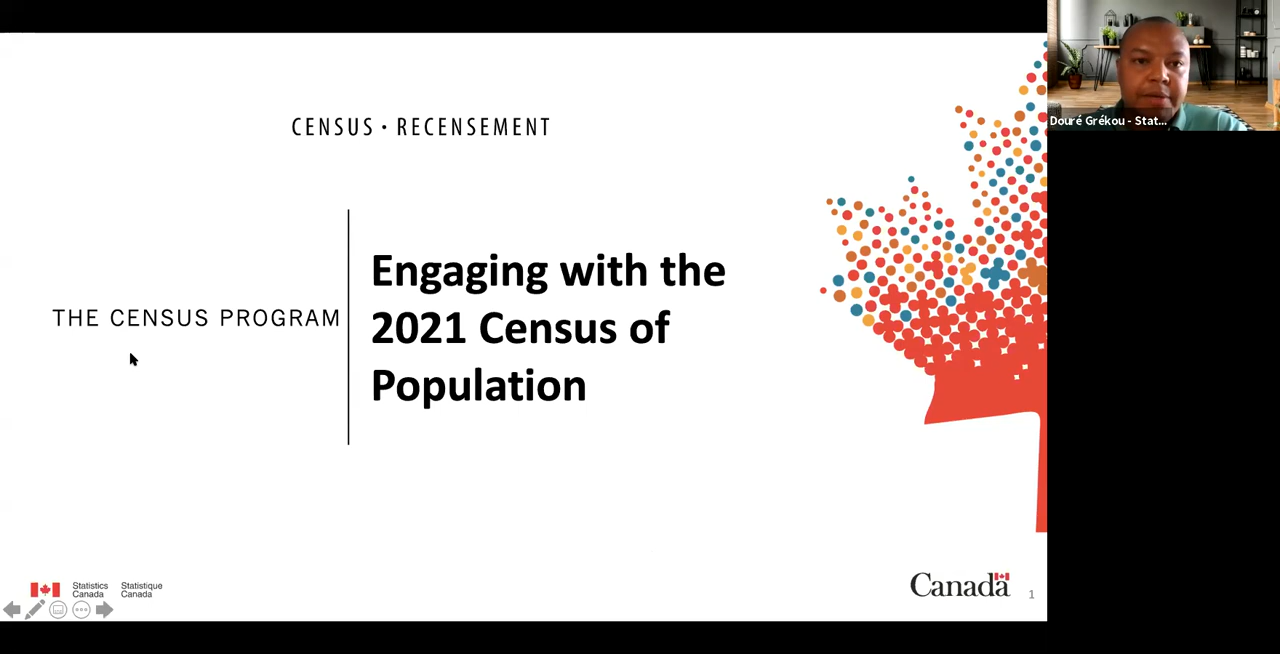 CENSUS • RECENSEMENT
THE CENSUS PROGRAM
Engaging with the
2021 Census of
Population
Douré Grékou - Stat...
Statistics
Canada
Statistique
Canada
Canada
1